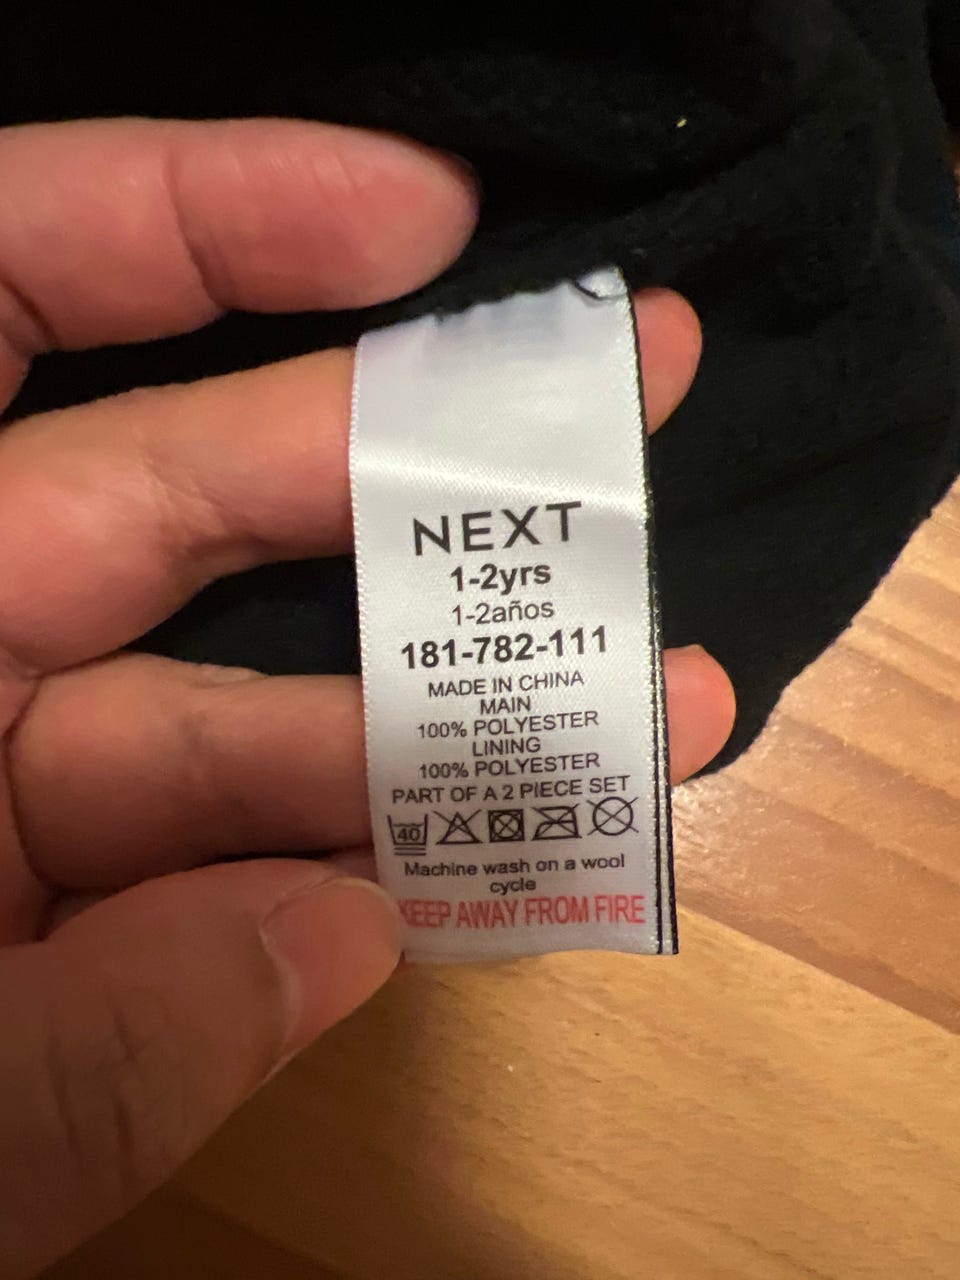 NEXT
1-2yrs
1-2años
181-782-111
MADE IN CHINA
MAIN
100% POLYESTER
LINING
100% POLYESTER
PART OF A 2 PIECE SET
40
Machine wash on a wool
cycle
KEEP AWAY FROM FIRE